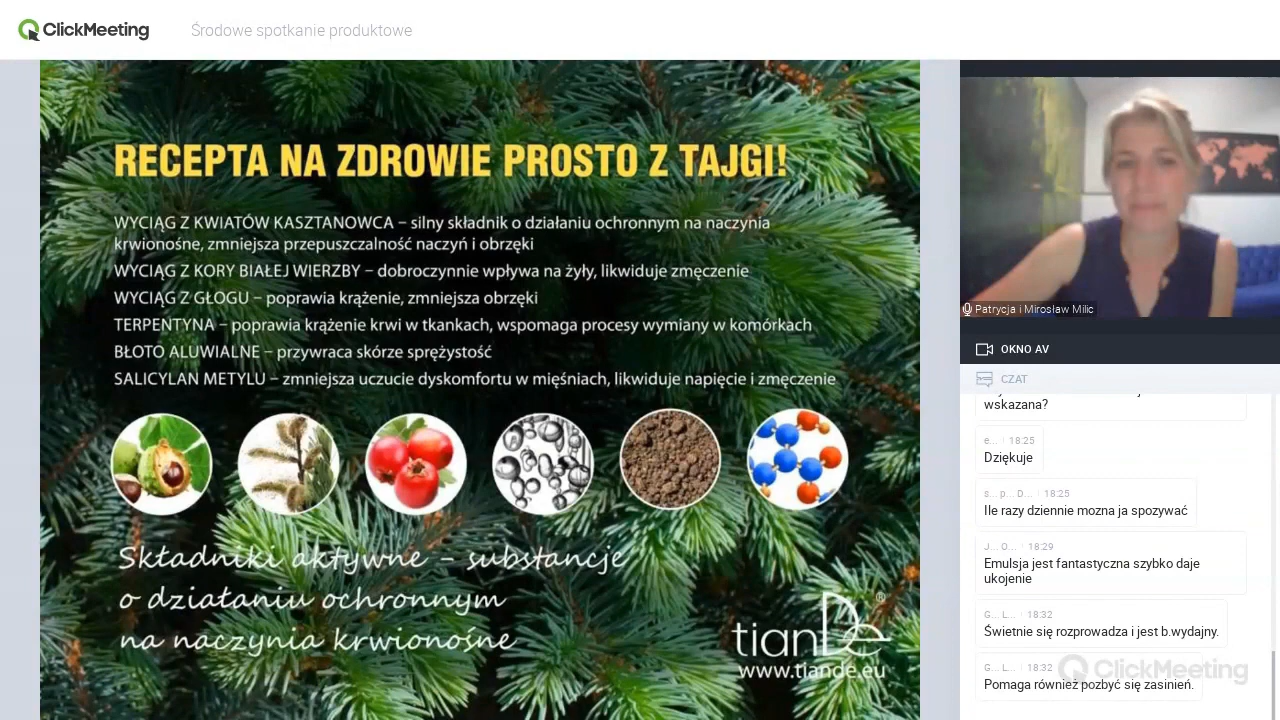 ClickMeeting
Środowe spotkanie produktowe
RECEPTA NA ZDROWIE PROSTO Z TAJGI!
WYCIĄG Z KWIATÓW KASZTANOWCA – silny składnik o działaniu ochronnym na naczynia
krwionośne, zmniejsza przepuszczalność naczyń i obrzęki
WYCIĄG Z KORY BIAŁEJ WIERZBY – dobroczynnie wpływa na żyły, likwiduje zmęczenie
WYCIĄG Z GŁOGU – poprawia krążenie, zmniejsza obrzęki
TERPENTYNA – poprawia krążenie krwi w tkankach, wspomaga procesy wymiany w komórkach
BŁOTO ALUWIALNE – przywraca skórze sprężystość
SALICYLAN METYLU – zmniejsza uczucie dyskomfortu w mięśniach, likwiduje napięcie i zmęczenie
Składniki aktywne – substancje
o działaniu ochronnym
na naczynia krwionośne
tianDe®
www.tiande.eu
Patrycja i Mirosław Milic
OKNO AV
CZAT
wskazana?
e... 18:25
Dziękuje
s... p... D... 18:25
Ile razy dziennie mozna ja spozywać
J... O... 18:29
Emulsja jest fantastyczna szybko daje
ukojenie
G... L... 18:32
Świetnie się rozprowadza i jest b.wydajny.
G... L... 18:32
Pomaga również pozbyć się zasinień.
ClickMeeting